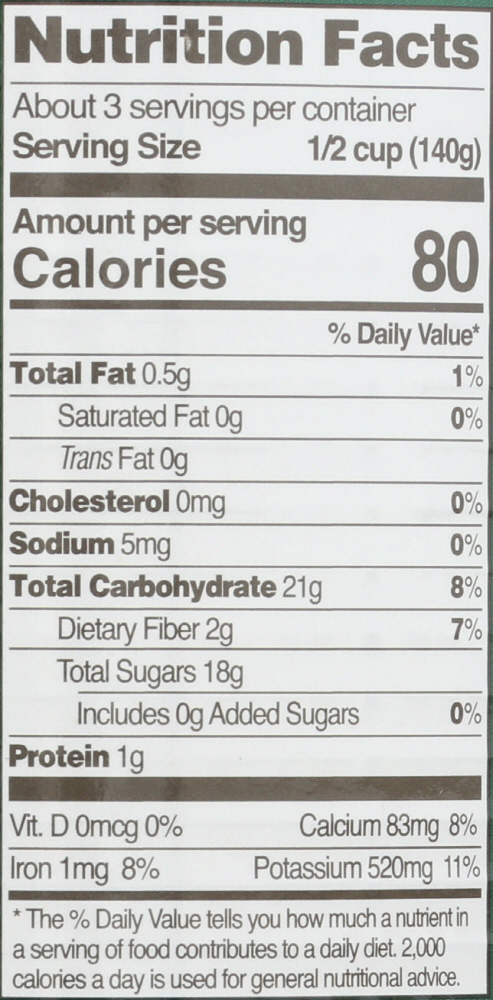 Nutrition Facts
About 3 servings per container
Serving Size 1/2 cup (140g)
Amount per serving
Calories 80
% Daily Value*
Total Fat 0.5g 1%
Saturated Fat 0g 0%
Trans Fat 0g
Cholesterol 0mg 0%
Sodium 5mg 0%
Total Carbohydrate 21g 8%
Dietary Fiber 2g 7%
Total Sugars 18g
Includes 0g Added Sugars 0%
Protein 1g
Vit. D 0mcg 0% Calcium 83mg 8%
Iron 1mg 8% Potassium 520mg 11%
* The % Daily Value tells you how much a nutrient in
a serving of food contributes to a daily diet. 2,000
calories a day is used for general nutritional advice.